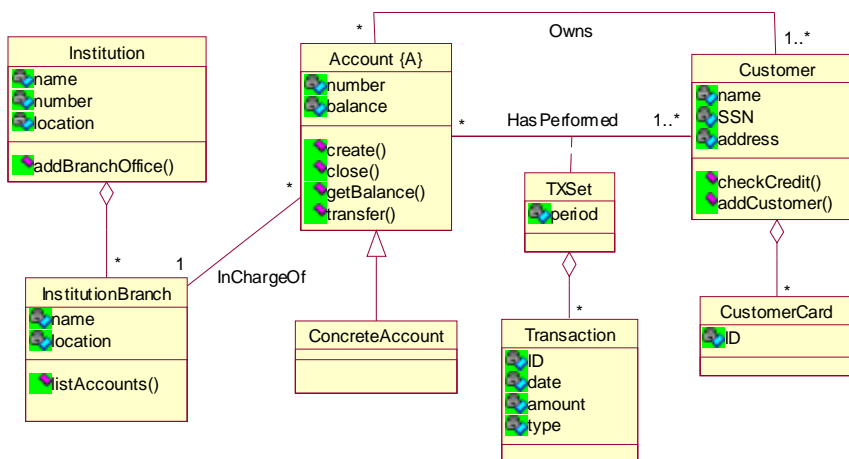 Institution
name
number
location
addBranchOffice()
*
1
InstitutionBranch
name
location
listAccounts()
InChargeOf
*
*
Account {A}
number
balance
create()
close()
getBalance()
transfer()
*
ConcreteAccount
Owns
HasPerformed
1..*
1..*
TXSet
period
*
Transaction
ID
date
amount
type
Customer
name
SSN
address
checkCredit()
addCustomer()
*
CustomerCard
ID